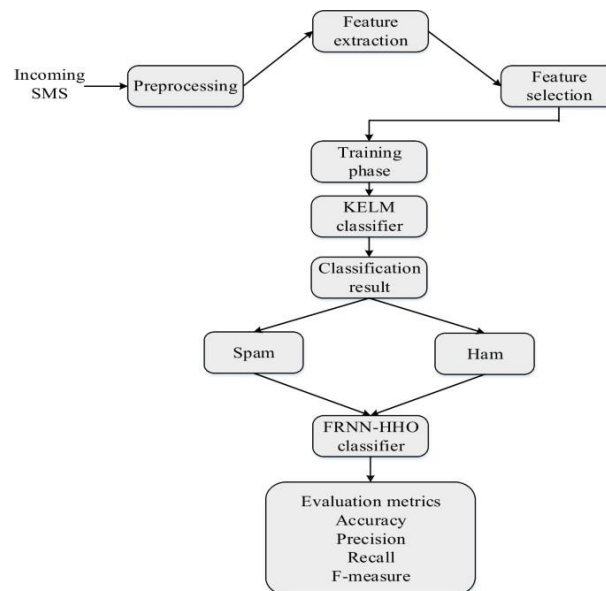 Incoming
SMS
Preprocessing
Feature
extraction
Feature
selection
Training
phase
KELM
classifier
Classification
result
Spam
Ham
FRNN-HHO
classifier
Evaluation metrics
Accuracy
Precision
Recall
F-measure